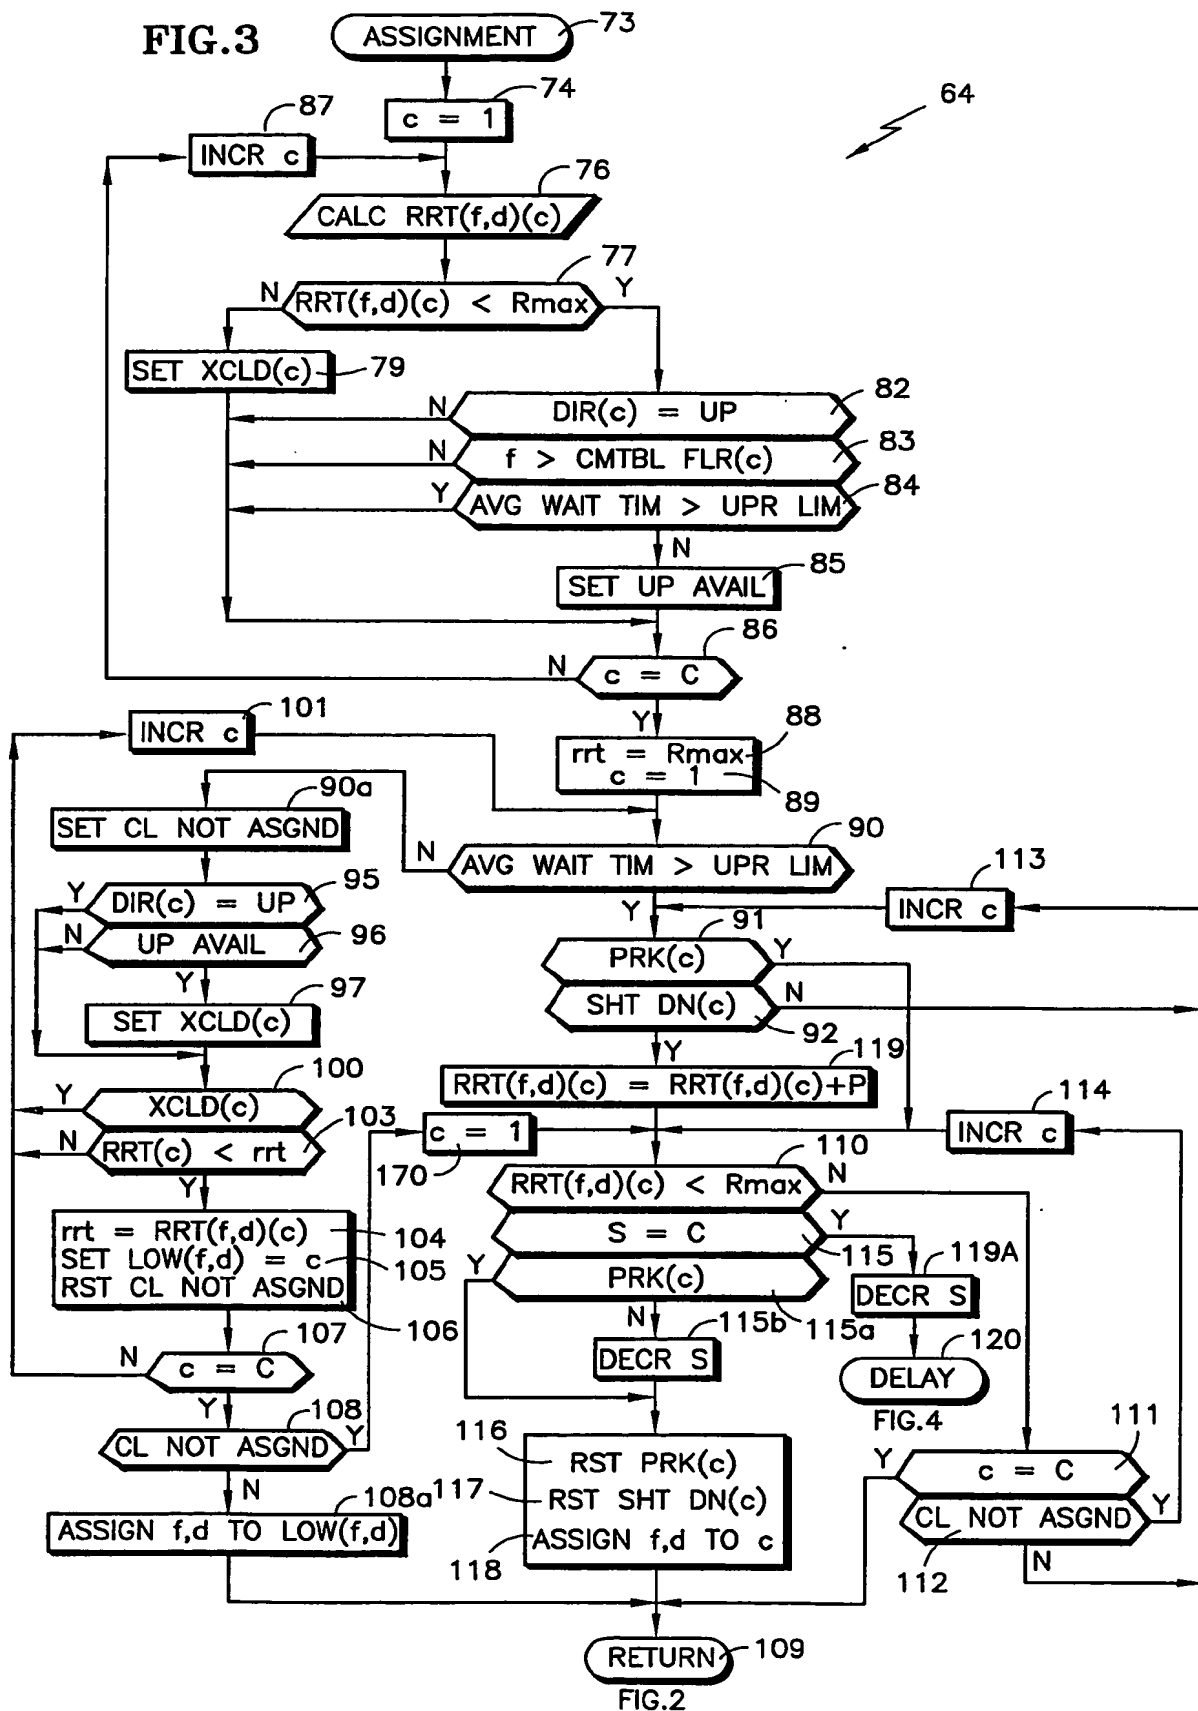 FIG.3
ASSIGNMENT
73
74
c = 1
64
87
INCR c
76
CALC RRT(f,d)(c)
77
N
RRT(f,d)(c) < Rmax
Y
SET XCLD(c)
79
N
DIR(c) = UP
82
N
f > CMTBL FLR(c)
83
Y
AVG WAIT TIM > UPR LIM
84
N
SET UP AVAIL
85
86
N
c = C
Y
101
INCR c
rrt = Rmax
88
c = 1
89
90a
SET CL NOT ASGND
90
N
AVG WAIT TIM > UPR LIM
Y
113
INCR c
Y
DIR(c) = UP
95
N
UP AVAIL
96
Y
97
SET XCLD(c)
91
PRK(c)
Y
SHT DN(c)
N
92
Y
119
RRT(f,d)(c) = RRT(f,d)(c)+P
100
Y
XCLD(c)
103
N
RRT(c) < rrt
Y
c = 1
170
114
INCR c
110
RRT(f,d)(c) < Rmax
N
S = C
Y
115
Y
PRK(c)
115a
N
115b
DECR S
119A
DECR S
120
DELAY
FIG.4
rrt = RRT(f,d)(c)
104
SET LOW(f,d) = c
105
RST CL NOT ASGND
106
107
N
c = C
Y
108
CL NOT ASGND
Y
N
108a
ASSIGN f,d TO LOW(f,d)
116
RST PRK(c)
117
RST SHT DN(c)
ASSIGN f,d TO c
118
111
Y
c = C
CL NOT ASGND
Y
112
N
RETURN
109
FIG.2